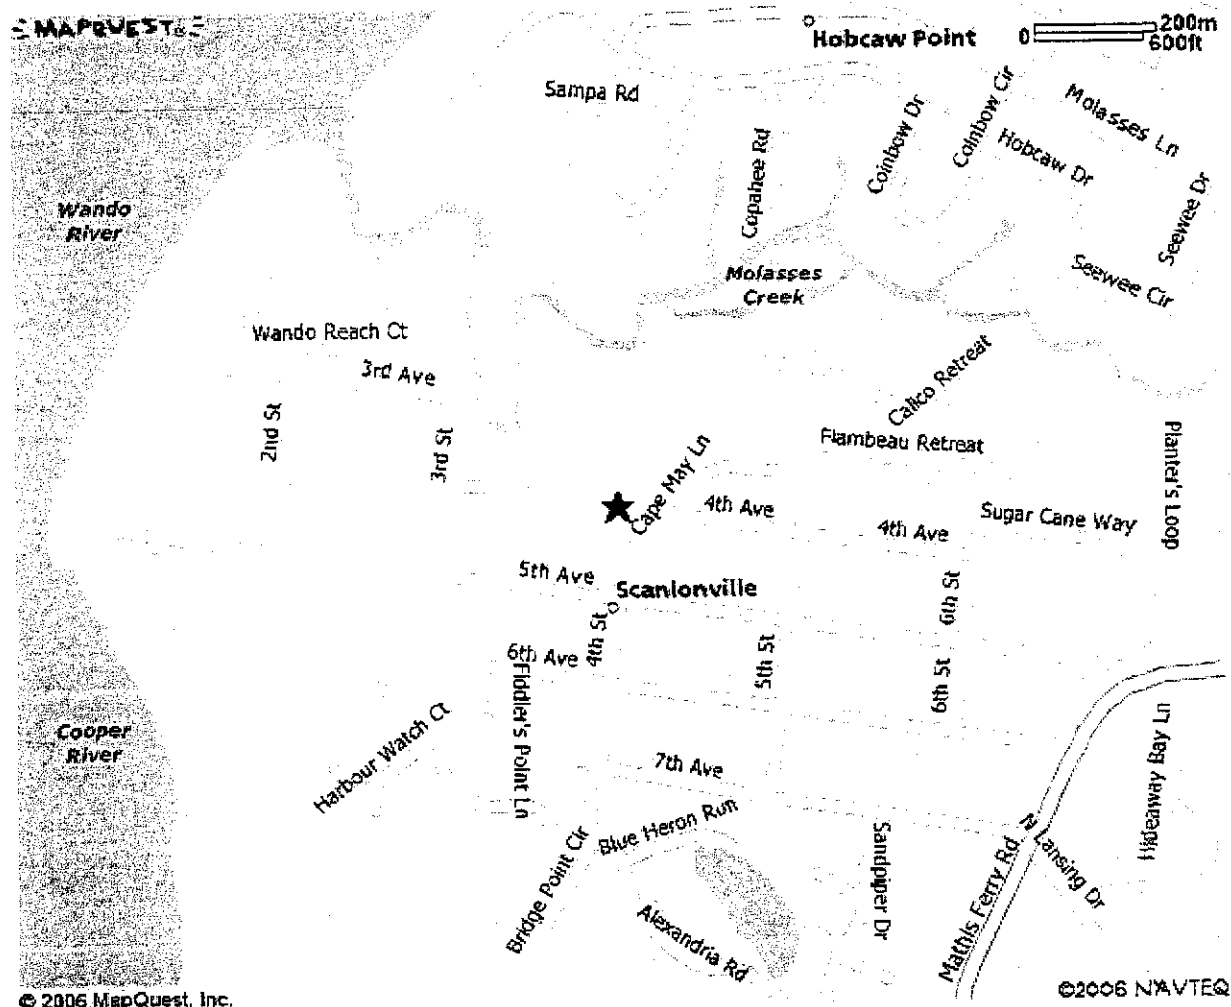 MAPQUEST
Hobcaw Point
0
200m
600ft
Sampa Rd
Copahee Rd
Coinbow Dr
Coinbow Cir
Molasses Ln
Hobcaw Dr
Seewee Dr
Seewee Cir
Wando
River
Molasses
Creek
Wando Reach Ct
3rd Ave
2nd St
3rd St
Calico Retreat
Flambeau Retreat
Planter's Loop
Cape May Ln
4th Ave
4th Ave
Sugar Cane Way
5th Ave
Scanlonville
4th St
6th St
6th Ave
5th St
6th St
Fiddler's Point Ln
Cooper
River
Harbour Watch Ct
7th Ave
Hideaway Bay Ln
Blue Heron Run
Bridge Point Cir
Sandpiper Dr
N Lansing Dr
Mathis Ferry Rd
Alexandria Rd
© 2006 MapQuest, Inc.
©2006 NAVTEQ